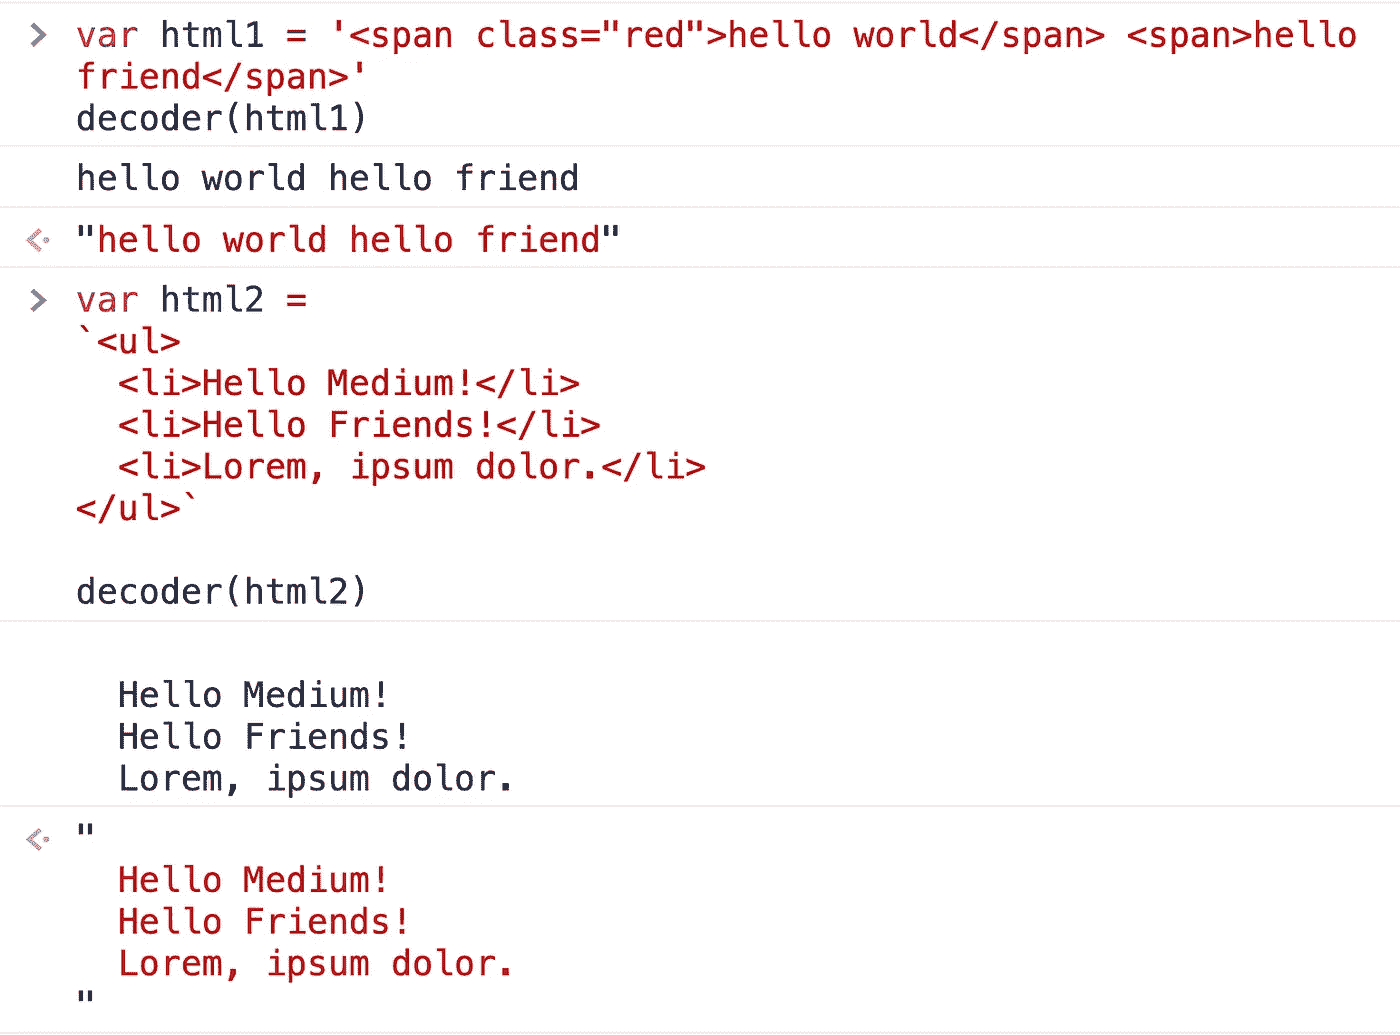 > var html1 = '<span class="red">hello world</span> <span>hello
friend</span>'
decoder(html1)
hello world hello friend
"hello world hello friend"
> var html2 =
`<ul>
  <li>Hello Medium!</li>
  <li>Hello Friends!</li>
  <li>Lorem, ipsum dolor.</li>
</ul>`
decoder(html2)
  Hello Medium!
  Hello Friends!
  Lorem, ipsum dolor.
"
  Hello Medium!
  Hello Friends!
  Lorem, ipsum dolor.
"